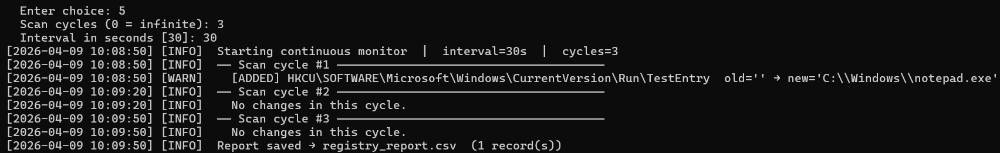 Enter choice: 5
Scan cycles (0 = infinite): 3
Interval in seconds [30]: 30
[2026-04-09 10:08:50] [INFO]  Starting continuous monitor  |  interval=30s  |  cycles=3
[2026-04-09 10:08:50] [INFO]  —— Scan cycle #1 ——————————————————————————————————————
[2026-04-09 10:08:50] [WARN]    [ADDED] HKCU\SOFTWARE\Microsoft\Windows\CurrentVersion\Run\TestEntry  old='' → new='C:\\Windows\\notepad.exe'
[2026-04-09 10:09:20] [INFO]  —— Scan cycle #2 ——————————————————————————————————————
[2026-04-09 10:09:20] [INFO]    No changes in this cycle.
[2026-04-09 10:09:50] [INFO]  —— Scan cycle #3 ——————————————————————————————————————
[2026-04-09 10:09:50] [INFO]    No changes in this cycle.
[2026-04-09 10:09:50] [INFO]  Report saved → registry_report.csv  (1 record(s))